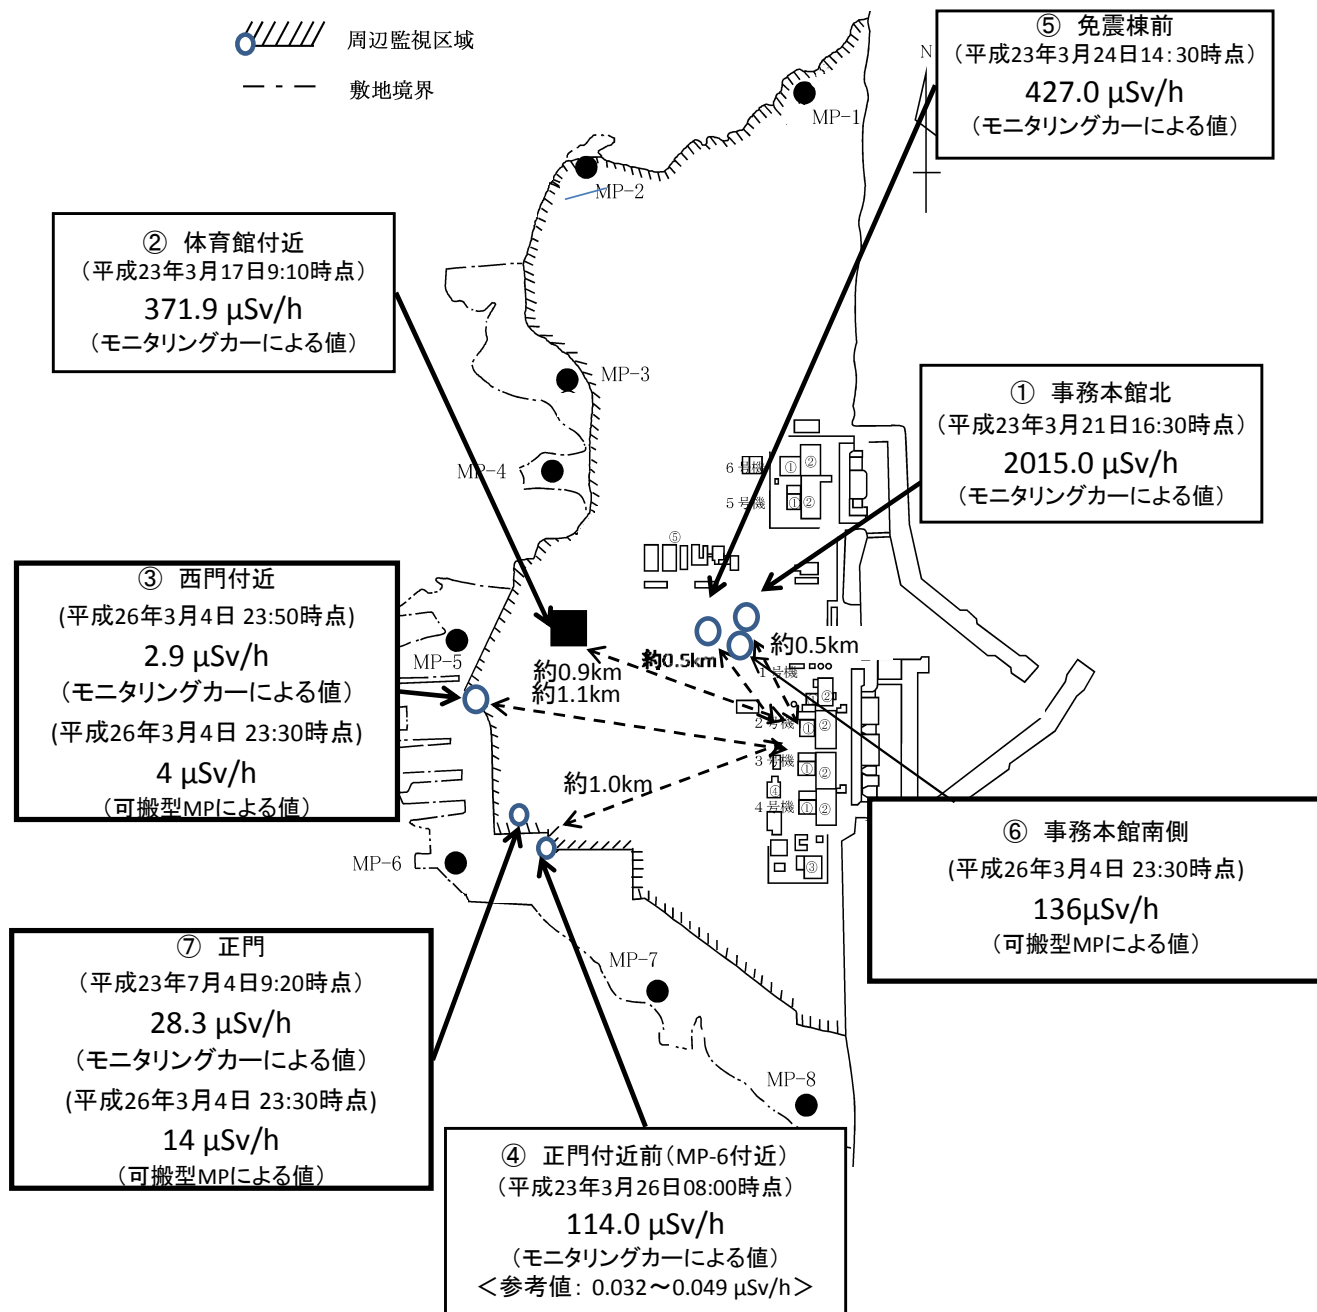 周辺監視区域
敷地境界
⑤ 免震棟前
（平成23年3月24日14：30時点）
427.0 μSv/h
（モニタリングカーによる値）
N
MP-1
MP-2
② 体育館付近
（平成23年3月17日9:10時点）
371.9 μSv/h
（モニタリングカーによる値）
MP-3
MP-4
① 事務本館北
（平成23年3月21日16:30時点）
2015.0 μSv/h
（モニタリングカーによる値）
6号機
①
②
5号機
①
②
⑤
③ 西門付近
(平成26年3月4日 23:50時点)
2.9 μSv/h
（モニタリングカーによる値）
(平成26年3月4日 23:30時点)
4 μSv/h
（可搬型MPによる値）
MP-5
約0.9km
約1.1km
約0.5km
約0.5km
1号機
②
2号機
①
②
3号機
①
②
④
4号機
①
②
③
約1.0km
MP-6
⑥ 事務本館南側
(平成26年3月4日 23:30時点)
136μSv/h
（可搬型MPによる値）
⑦ 正門
（平成23年7月4日9:20時点）
28.3 μSv/h
（モニタリングカーによる値）
(平成26年3月4日 23:30時点)
14 μSv/h
（可搬型MPによる値）
MP-7
MP-8
④ 正門付近前（MP-6付近）
（平成23年3月26日08:00時点）
114.0 μSv/h
（モニタリングカーによる値）
＜参考値： 0.032～0.049 μSv/h＞